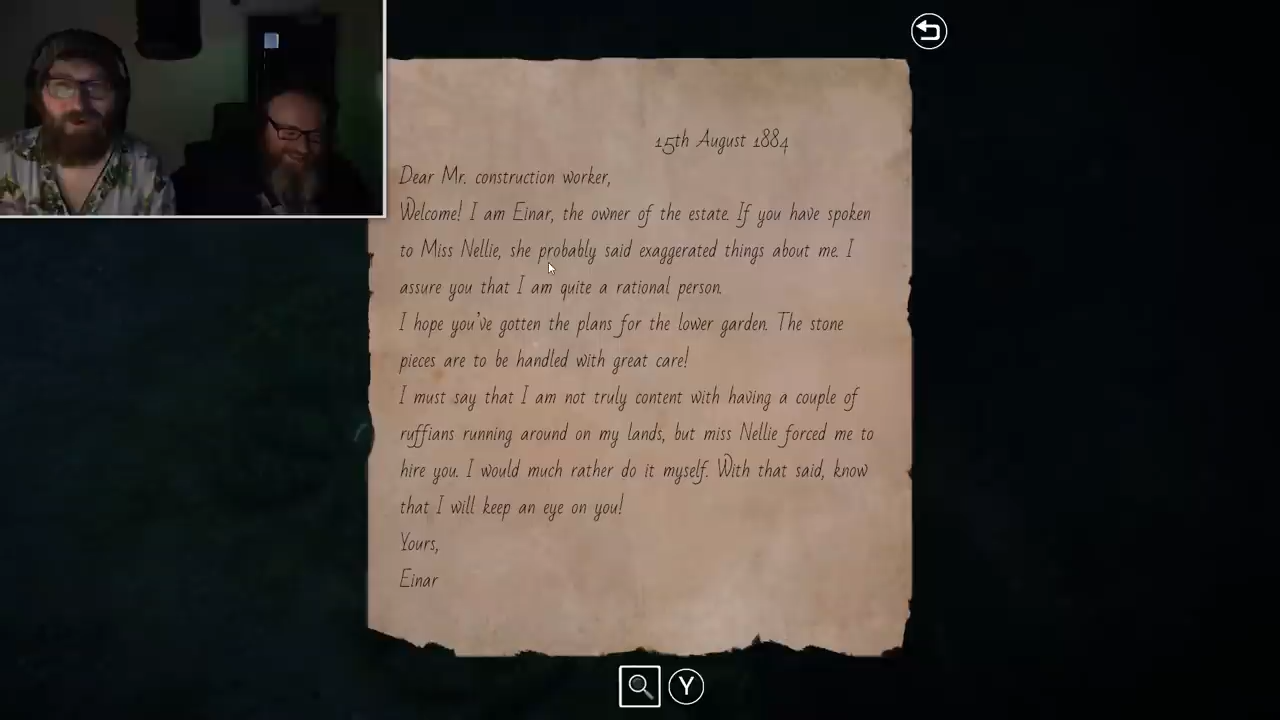 15th August 1884
Dear Mr. construction worker,
Welcome! I am Einar, the owner of the estate. If you have spoken
to Miss Nellie, she probably said exaggerated things about me. I
assure you that I am quite a rational person.
I hope you've gotten the plans for the lower garden. The stone
pieces are to be handled with great care!
I must say that I am not truly content with having a couple of
ruffians running around on my lands, but miss Nellie forced me to
hire you. I would much rather do it myself. With that said, know
that I will keep an eye on you!
Yours,
Einar
Y